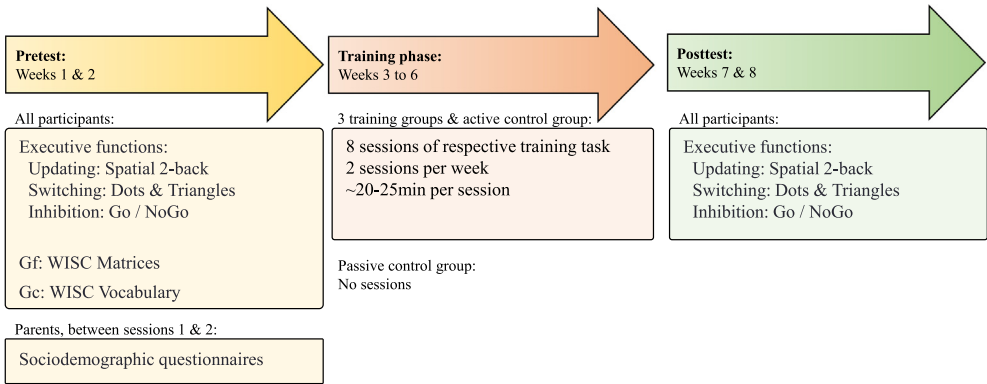 Pretest:
Weeks 1 & 2
All participants:
Executive functions:
Updating: Spatial 2-back
Switching: Dots & Triangles
Inhibition: Go / NoGo
Gf: WISC Matrices
Gc: WISC Vocabulary
Parents, between sessions 1 & 2:
Sociodemographic questionnaires
Training phase:
Weeks 3 to 6
3 training groups & active control group:
8 sessions of respective training task
2 sessions per week
~20-25min per session
Passive control group:
No sessions
Posttest:
Weeks 7 & 8
All participants:
Executive functions:
Updating: Spatial 2-back
Switching: Dots & Triangles
Inhibition: Go / NoGo